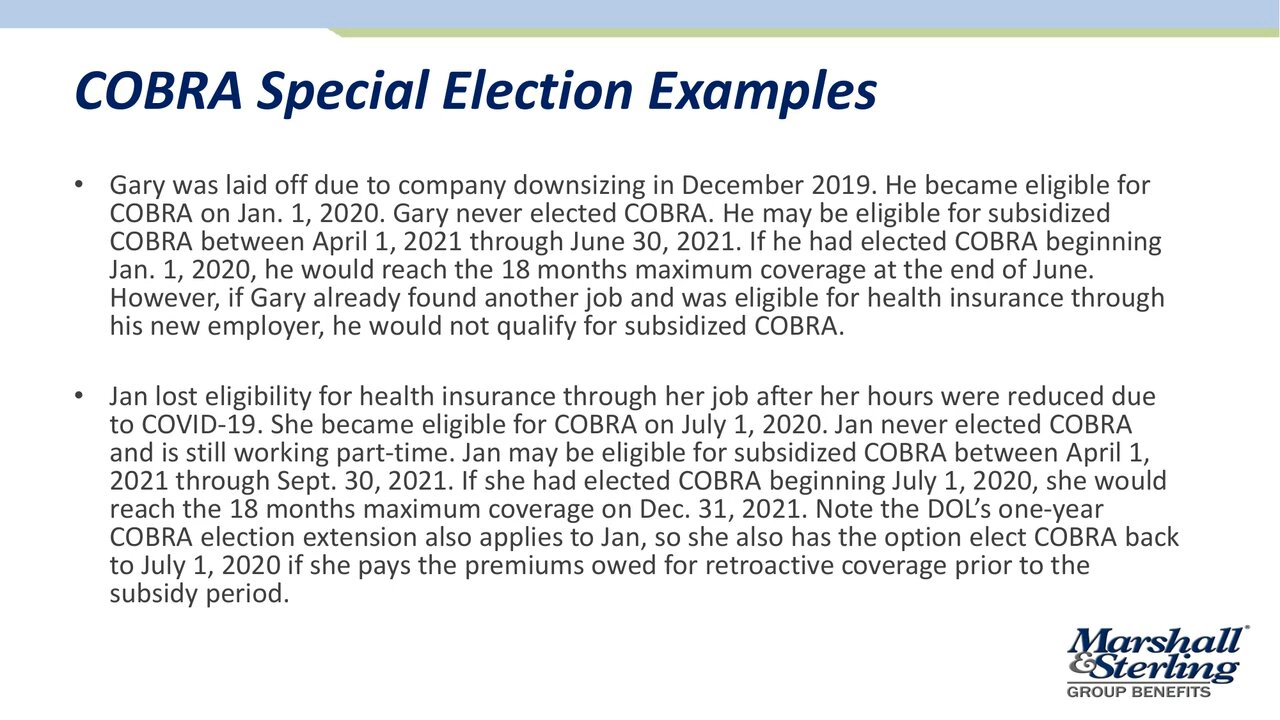 COBRA Special Election Examples
• Gary was laid off due to company downsizing in December 2019. He became eligible for
COBRA on Jan. 1, 2020. Gary never elected COBRA. He may be eligible for subsidized
COBRA between April 1, 2021 through June 30, 2021. If he had elected COBRA beginning
Jan. 1, 2020, he would reach the 18 months maximum coverage at the end of June.
However, if Gary already found another job and was eligible for health insurance through
his new employer, he would not qualify for subsidized COBRA.
• Jan lost eligibility for health insurance through her job after her hours were reduced due
to COVID-19. She became eligible for COBRA on July 1, 2020. Jan never elected COBRA
and is still working part-time. Jan may be eligible for subsidized COBRA between April 1,
2021 through Sept. 30, 2021. If she had elected COBRA beginning July 1, 2020, she would
reach the 18 months maximum coverage on Dec. 31, 2021. Note the DOL’s one-year
COBRA election extension also applies to Jan, so she also has the option elect COBRA back
to July 1, 2020 if she pays the premiums owed for retroactive coverage prior to the
subsidy period.
Marshall
&Sterling
GROUP BENEFITS